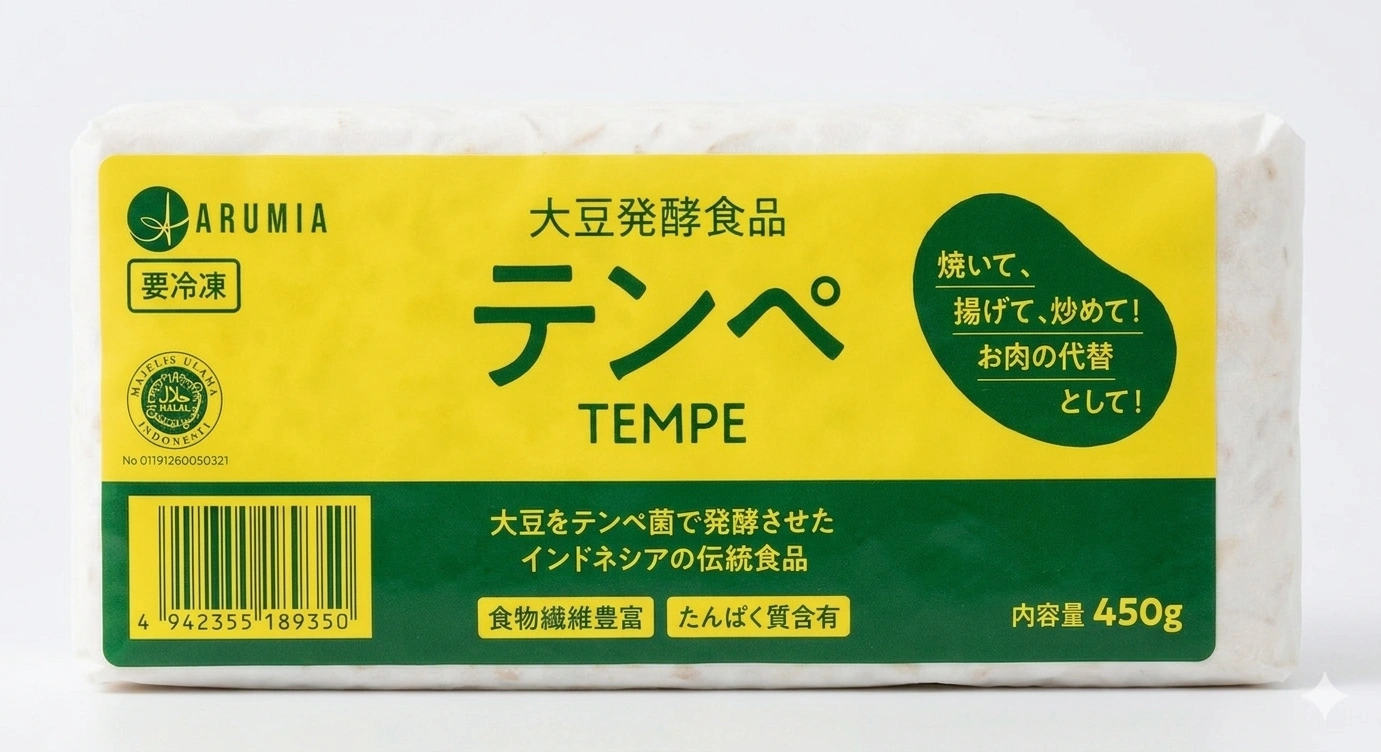 ARUMIA
要冷凍
大豆発酵食品
テンペ
TEMPE
焼いて、
揚げて、炒めて!
お肉の代替
として!
MAJELES ULAMA
حلال
HALAL
INDONENTI
No 01191260050321
4 942355 189350
大豆をテンペ菌で発酵させた
インドネシアの伝統食品
食物繊維豊富
たんぱく質含有
内容量 450g